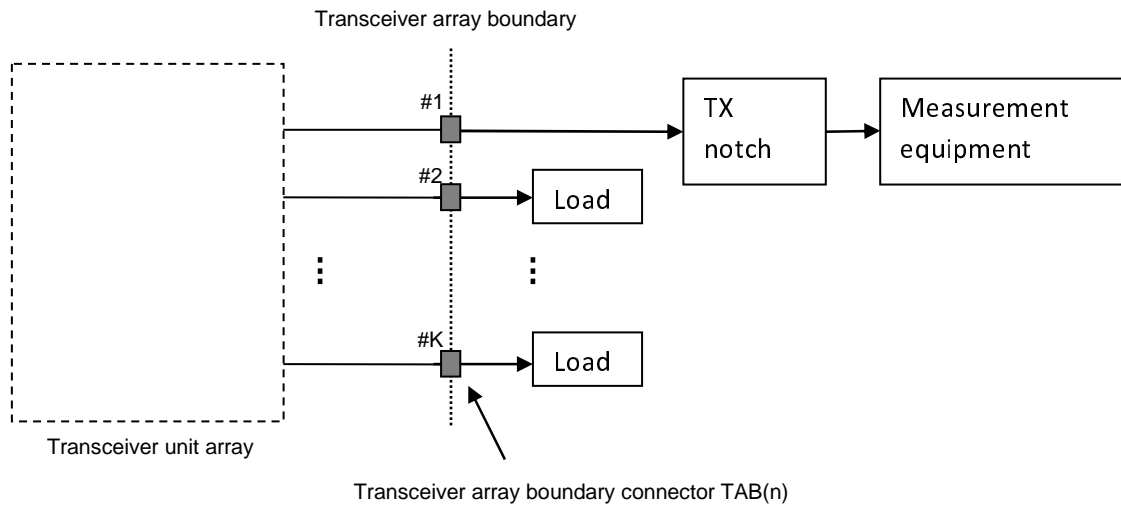 Transceiver array boundary
#1
TX
notch
Measurement
equipment
#2
Load
#K
Load
Transceiver unit array
Transceiver array boundary connector TAB(n)